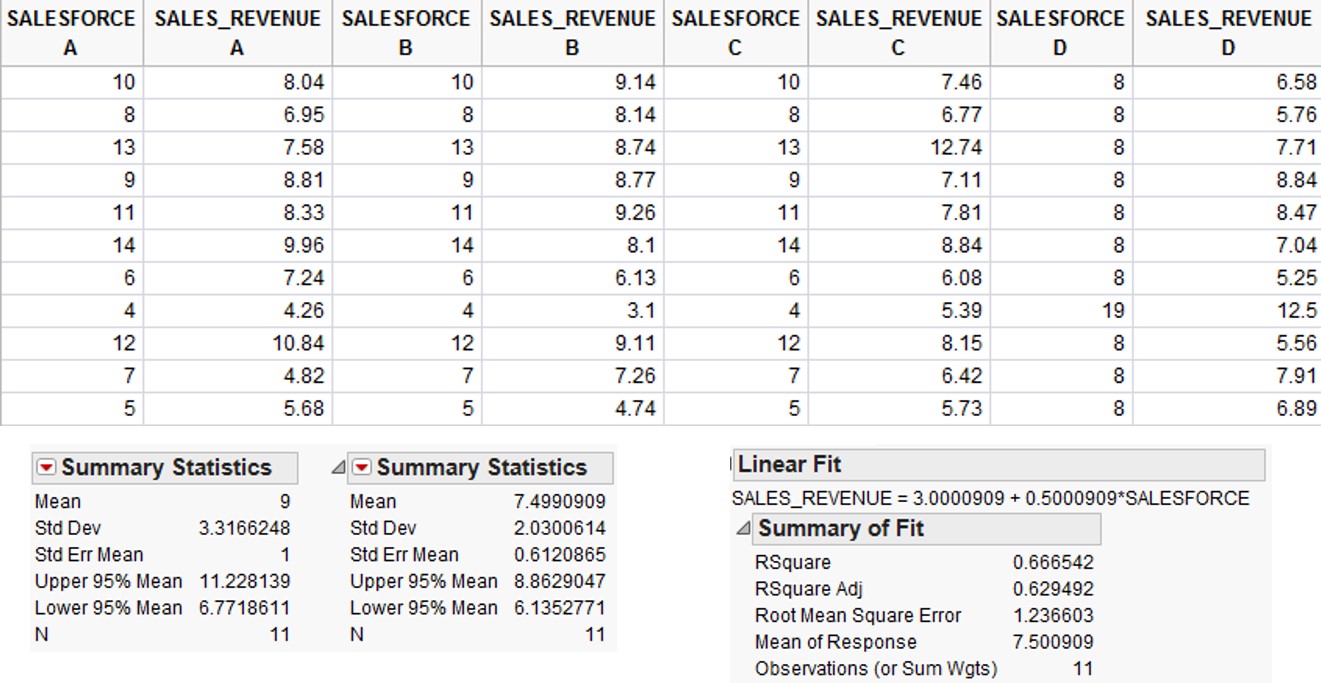 SALESFORCE A SALES_REVENUE A SALESFORCE B SALES_REVENUE B SALESFORCE C SALES_REVENUE C SALESFORCE D SALES_REVENUE D
10 8.04 10 9.14 10 7.46 8 6.58
8 6.95 8 8.14 8 6.77 8 5.76
13 7.58 13 8.74 13 12.74 8 7.71
9 8.81 9 8.77 9 7.11 8 8.84
11 8.33 11 9.26 11 7.81 8 8.47
14 9.96 14 8.1 14 8.84 8 7.04
6 7.24 6 6.13 6 6.08 8 5.25
4 4.26 4 3.1 4 5.39 19 12.5
12 10.84 12 9.11 12 8.15 8 5.56
7 4.82 7 7.26 7 6.42 8 7.91
5 5.68 5 4.74 5 5.73 8 6.89
Summary Statistics
Mean 9
Std Dev 3.3166248
Std Err Mean 1
Upper 95% Mean 11.228139
Lower 95% Mean 6.7718611
N 11
Summary Statistics
Mean 7.4990909
Std Dev 2.0300614
Std Err Mean 0.6120865
Upper 95% Mean 8.8629047
Lower 95% Mean 6.1352771
N 11
Linear Fit
SALES_REVENUE = 3.0000909 + 0.5000909*SALESFORCE
Summary of Fit
RSquare 0.666542
RSquare Adj 0.629492
Root Mean Square Error 1.236603
Mean of Response 7.500909
Observations (or Sum Wgts) 11